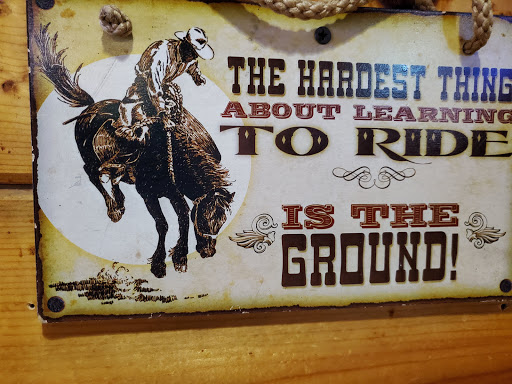 THE HARDEST THING
ABOUT LEARNING
TO RIDE
IS THE
GROUND!